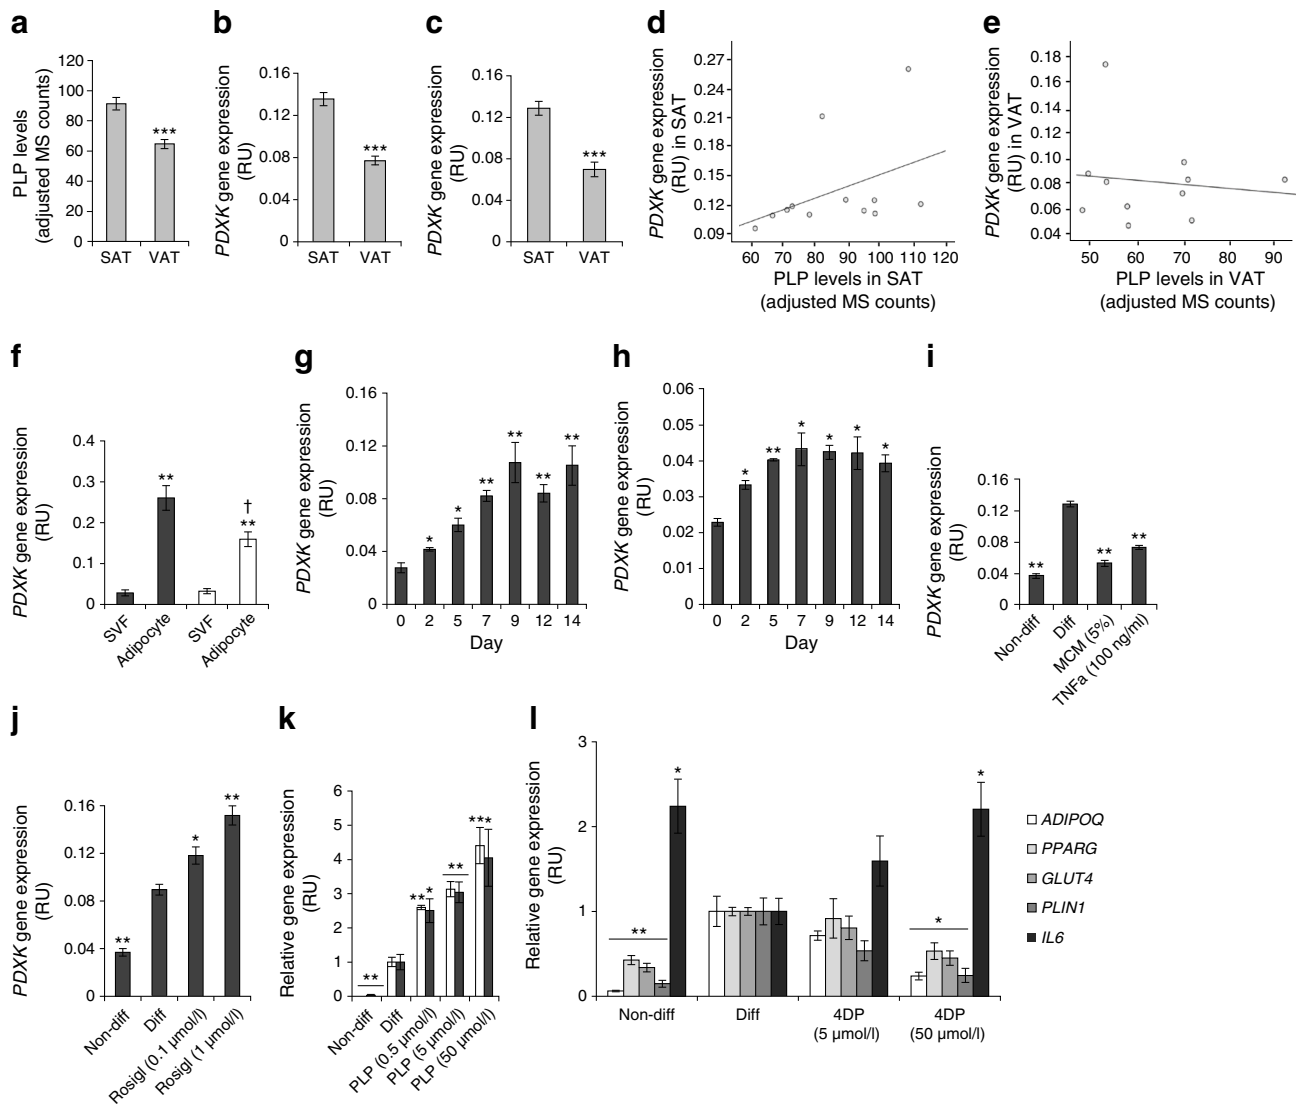 a
PLP levels
(adjusted MS counts)
120
100
80
60
40
20
0
***
SAT VAT
b
PDXK gene expression
(RU)
0.16
0.12
0.08
0.04
0
***
SAT VAT
c
PDXK gene expression
(RU)
0.16
0.12
0.08
0.04
0
***
SAT VAT
d
PDXK gene expression
(RU) in SAT
0.27
0.24
0.21
0.18
0.15
0.12
0.09
60 70 80 90 100 110 120
PLP levels in SAT
(adjusted MS counts)
e
PDXK gene expression
(RU) in VAT
0.18
0.16
0.14
0.12
0.10
0.08
0.06
0.04
50 60 70 80 90
PLP levels in VAT
(adjusted MS counts)
f
PDXK gene expression
(RU)
0.4
0.3
0.2
0.1
0
**
†
**
SVF
Adipocyte
SVF
Adipocyte
g
PDXK gene expression
(RU)
0.16
0.12
0.08
0.04
0
* * ** ** ** **
0 2 5 7 9 12 14
Day
h
PDXK gene expression
(RU)
0.06
0.05
0.04
0.03
0.02
0.01
0
* ** * * * *
0 2 5 7 9 12 14
Day
i
PDXK gene expression
(RU)
0.16
0.12
0.08
0.04
0
** ** **
Non-diff
Diff
MCM (5%)
TNFa (100 ng/ml)
j
PDXK gene expression
(RU)
0.16
0.12
0.08
0.04
0
** * **
Non-diff
Diff
Rosigl (0.1 µmol/l)
Rosigl (1 µmol/l)
k
Relative gene expression
(RU)
6
5
4
3
2
1
0
** *** ** ***
Non-diff
Diff
PLP (0.5 µmol/l)
PLP (5 µmol/l)
PLP (50 µmol/l)
l
Relative gene expression
(RU)
3
2
1
0
** * * *
Non-diff Diff 4DP 4DP
(5 µmol/l) (50 µmol/l)
ADIPOQ
PPARG
GLUT4
PLIN1
IL6